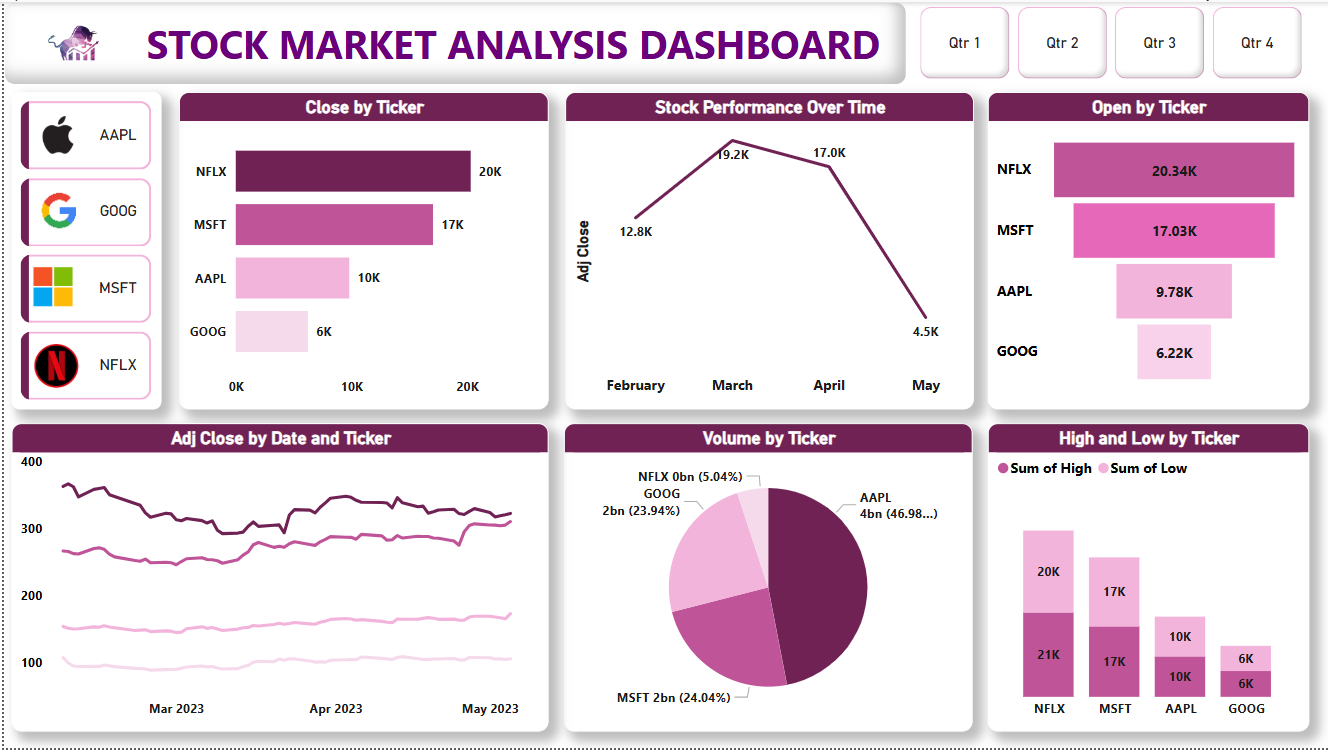 STOCK MARKET ANALYSIS DASHBOARD
Qtr 1
Qtr 2
Qtr 3
Qtr 4
AAPL
GOOG
MSFT
NFLX
Close by Ticker
NFLX
20K
MSFT
17K
AAPL
10K
GOOG
6K
0K
10K
20K
Stock Performance Over Time
Adj Close
12.8K
19.2K
17.0K
4.5K
February
March
April
May
Open by Ticker
NFLX
20.34K
MSFT
17.03K
AAPL
9.78K
GOOG
6.22K
Adj Close by Date and Ticker
400
300
200
100
Mar 2023
Apr 2023
May 2023
Volume by Ticker
NFLX 0bn (5.04%)
GOOG
2bn (23.94%)
AAPL
4bn (46.98...)
MSFT 2bn (24.04%)
High and Low by Ticker
Sum of High
Sum of Low
20K
21K
17K
17K
10K
10K
6K
6K
NFLX
MSFT
AAPL
GOOG